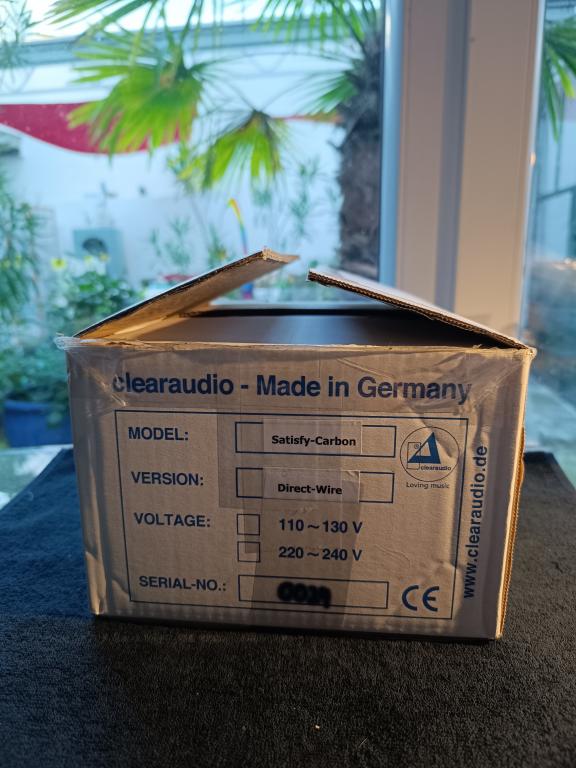 clearaudio - Made in Germany
MODEL: Satisfy-Carbon
VERSION: Direct-Wire
VOLTAGE: 110~130 V
220~240 V
SERIAL-NO.:
CE
clearaudio
Loving music
www.clearaudio.de